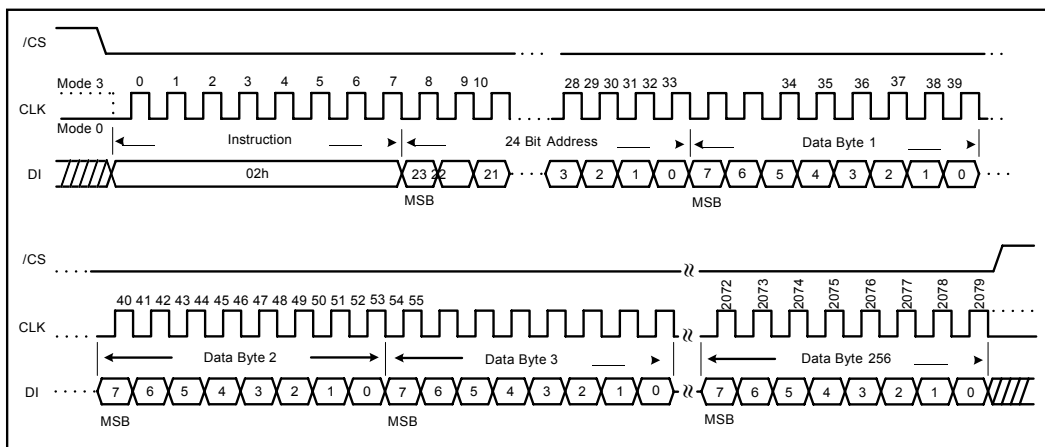 /CS
Mode 3 0 1 2 3 4 5 6 7 8 9 10 28 29 30 31 32 33 34 35 36 37 38 39
CLK
Mode 0
Instruction 24 Bit Address Data Byte 1
DI 02h 23 22 21 3 2 1 0 7 6 5 4 3 2 1 0
MSB MSB
/CS
40 41 42 43 44 45 46 47 48 49 50 51 52 53 54 55 2072 2073 2074 2075 2076 2077 2078 2079
CLK
Data Byte 2 Data Byte 3 Data Byte 256
DI 7 6 5 4 3 2 1 0 7 6 5 4 3 2 1 0 7 6 5 4 3 2 1 0
MSB MSB MSB